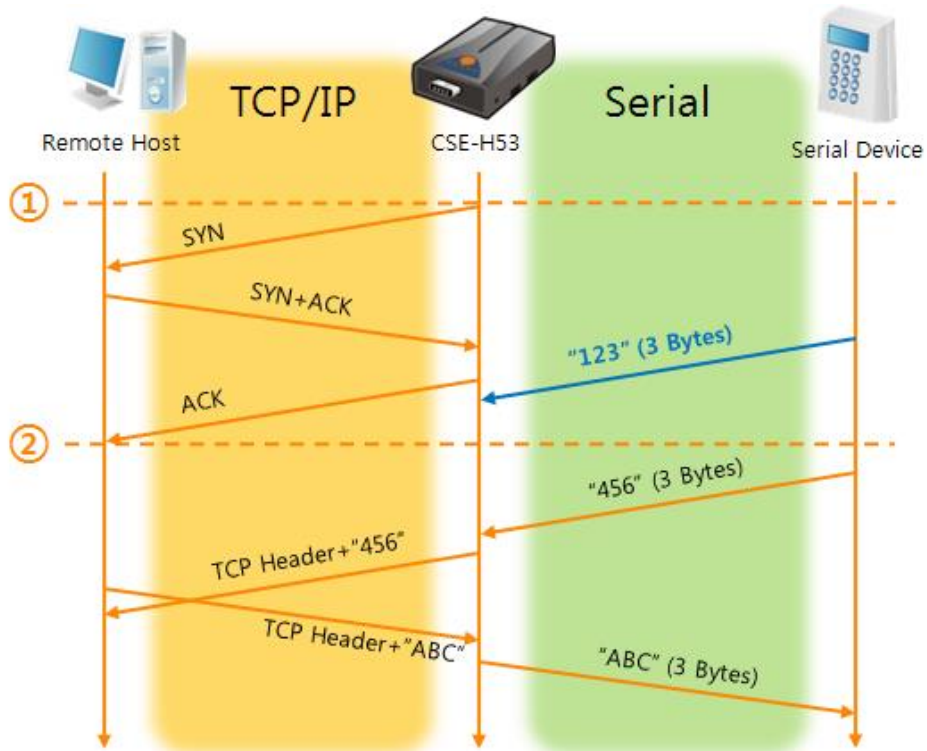 TCP/IP
Serial
Remote Host
CSE-H53
Serial Device
①
SYN
SYN+ACK
“123” (3 Bytes)
ACK
②
“456” (3 Bytes)
TCP Header+“456”
TCP Header+“ABC”
“ABC” (3 Bytes)